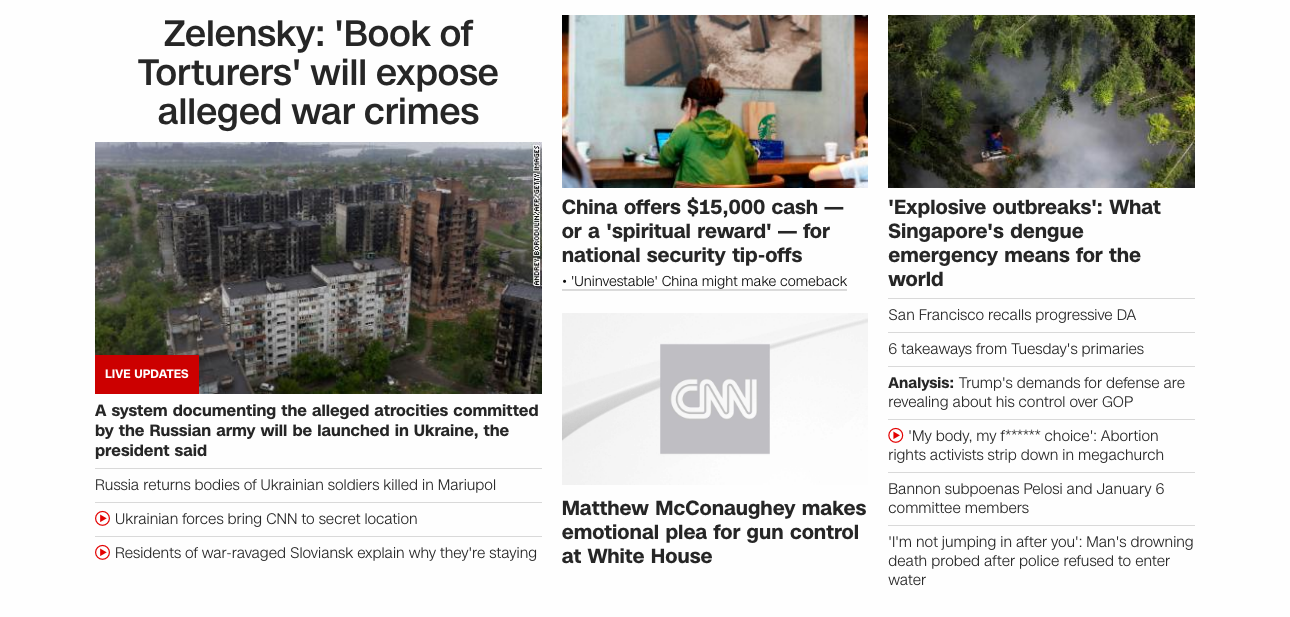 Zelensky: 'Book of
Torturers' will expose
alleged war crimes
ANDREY BORODULIN/AFP/GETTY IMAGES
LIVE UPDATES
A system documenting the alleged atrocities committed
by the Russian army will be launched in Ukraine, the
president said
Russia returns bodies of Ukrainian soldiers killed in Mariupol
Ukrainian forces bring CNN to secret location
Residents of war-ravaged Sloviansk explain why they're staying
China offers $15,000 cash —
or a 'spiritual reward' — for
national security tip-offs
• 'Uninvestable' China might make comeback
CNN
Matthew McConaughey makes
emotional plea for gun control
at White House
'Explosive outbreaks': What
Singapore's dengue
emergency means for the
world
San Francisco recalls progressive DA
6 takeaways from Tuesday's primaries
Analysis: Trump's demands for defense are
revealing about his control over GOP
'My body, my f****** choice': Abortion
rights activists strip down in megachurch
Bannon subpoenas Pelosi and January 6
committee members
'I'm not jumping in after you': Man's drowning
death probed after police refused to enter
water